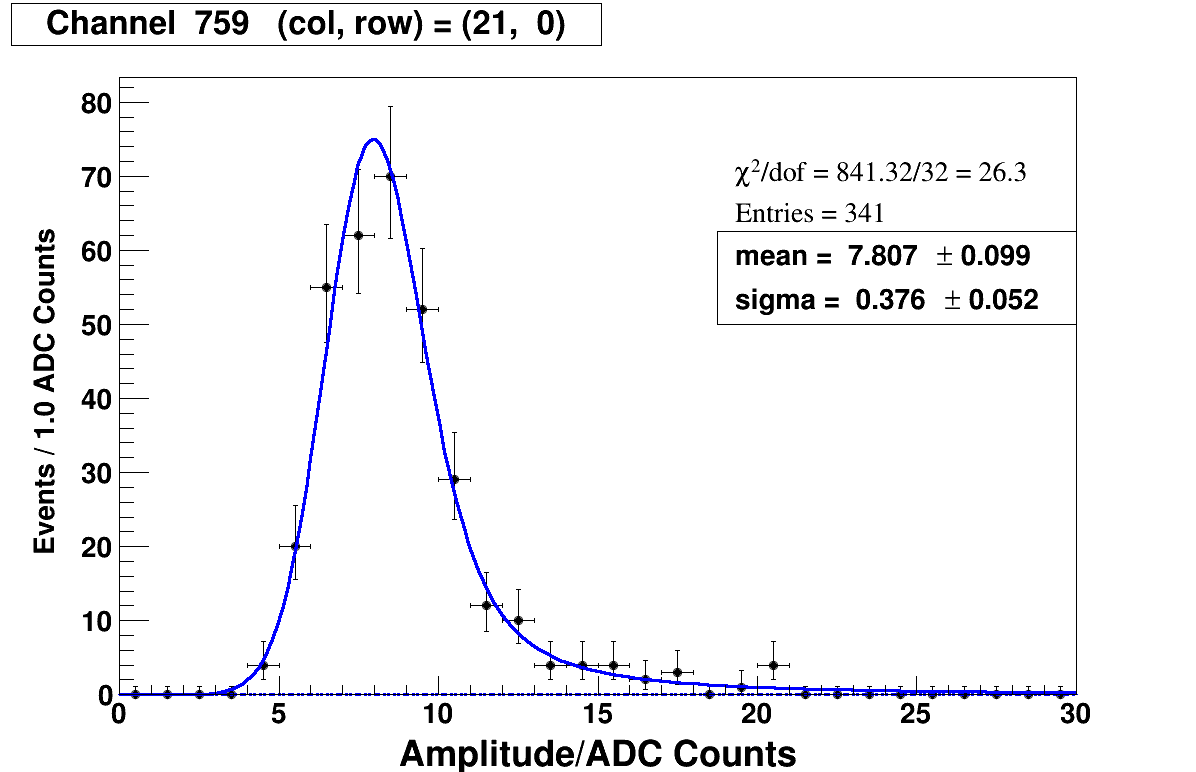 Channel 759 (col, row) = (21, 0)
80
70
60
50
40
30
20
10
0
Events / 1.0 ADC Counts
χ²/dof = 841.32/32 = 26.3
Entries = 341
mean = 7.807 ± 0.099
sigma = 0.376 ± 0.052
0 5 10 15 20 25 30
Amplitude/ADC Counts